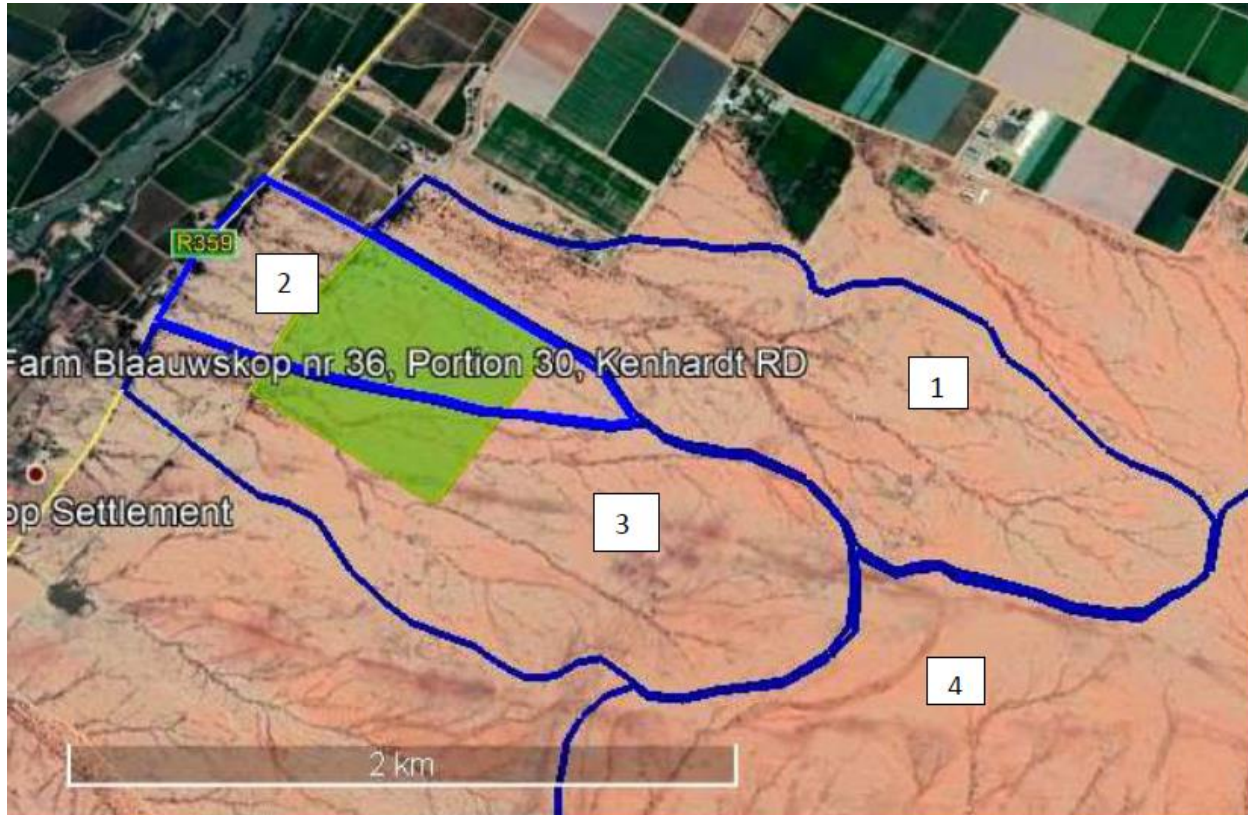 R359
2
Farm Blaauwskop nr 36, Portion 30, Kenhardt RD
1
op Settlement
3
4
2 km